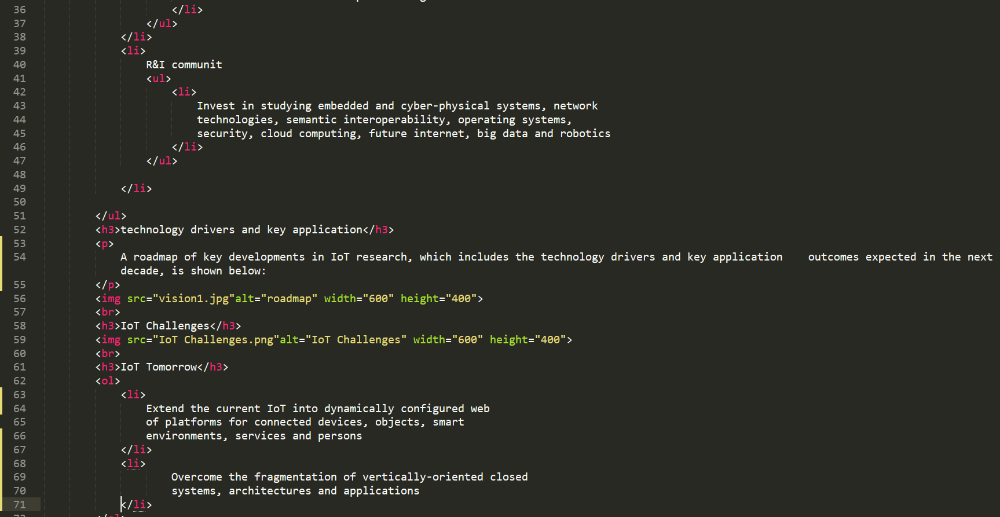 36 </li>
37 </ul>
38 </li>
39 <li>
40 R&I communit
41 <ul>
42 <li>
43 Invest in studying embedded and cyber-physical systems, network
44 technologies, semantic interoperability, operating systems,
45 security, cloud computing, future internet, big data and robotics
46 </li>
47 </ul>
48
49 </li>
50
51 </ul>
52 <h3>technology drivers and key application</h3>
53 <p>
54 A roadmap of key developments in IoT research, which includes the technology drivers and key application    outcomes expected in the next
decade, is shown below:
55 </p>
56 <img src="vision1.jpg"alt="roadmap" width="600" height="400">
57 <br>
58 <h3>IoT Challenges</h3>
59 <img src="IoT Challenges.png"alt="IoT Challenges" width="600" height="400">
60 <br>
61 <h3>IoT Tomorrow</h3>
62 <ol>
63 <li>
64 Extend the current IoT into dynamically configured web
65 of platforms for connected devices, objects, smart
66 environments, services and persons
67 </li>
68 <li>
69 Overcome the fragmentation of vertically-oriented closed
70 systems, architectures and applications
71 </li>